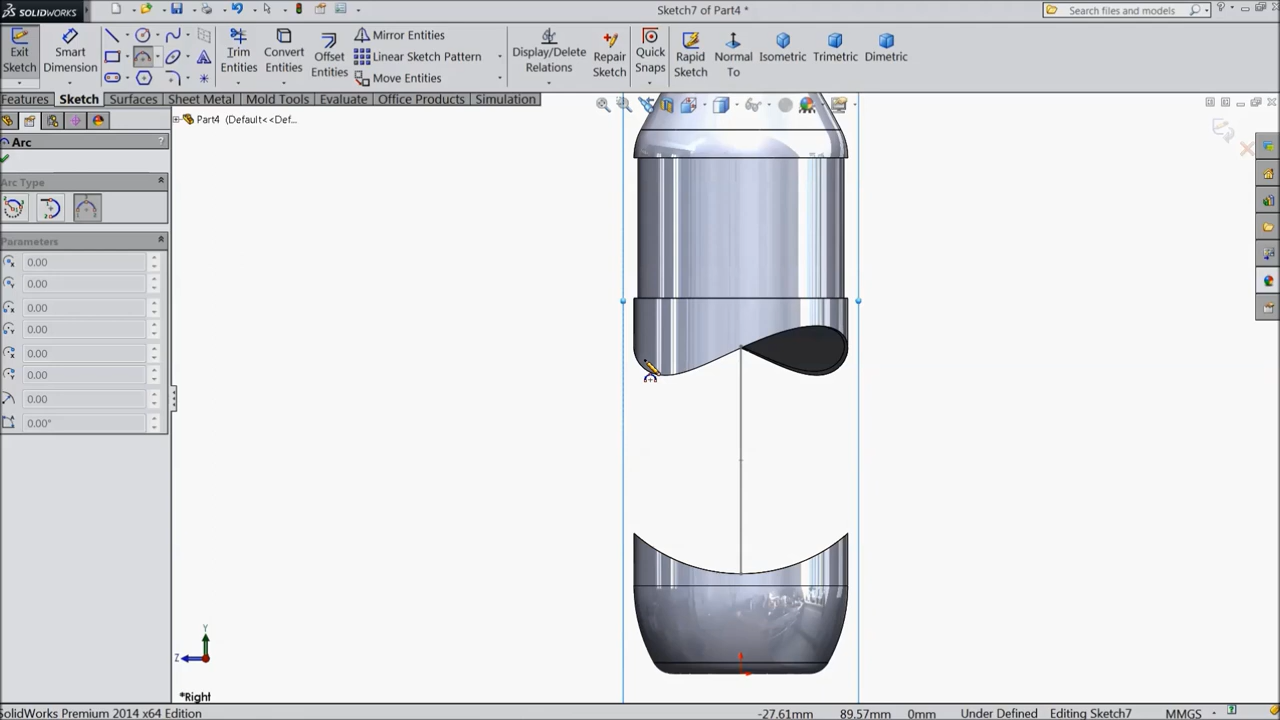 SOLIDWORKS
Sketch7 of Part4 *
Search files and models
Exit Sketch
Smart Dimension
Trim Entities
Convert Entities
Offset Entities
Mirror Entities
Linear Sketch Pattern
Move Entities
Display/Delete Relations
Repair Sketch
Quick Snaps
Rapid Sketch
Normal To
Isometric
Trimetric
Dimetric
Features
Sketch
Surfaces
Sheet Metal
Mold Tools
Evaluate
Office Products
Simulation
Part4 (Default<<Def...
Arc
?
Arc Type
Parameters
0.00
0.00
0.00
0.00
0.00
0.00
0.00
0.00°
Y
Z
*Right
SolidWorks Premium 2014 x64 Edition
-27.61mm
89.57mm
0mm
Under Defined
Editing Sketch7
MMGS